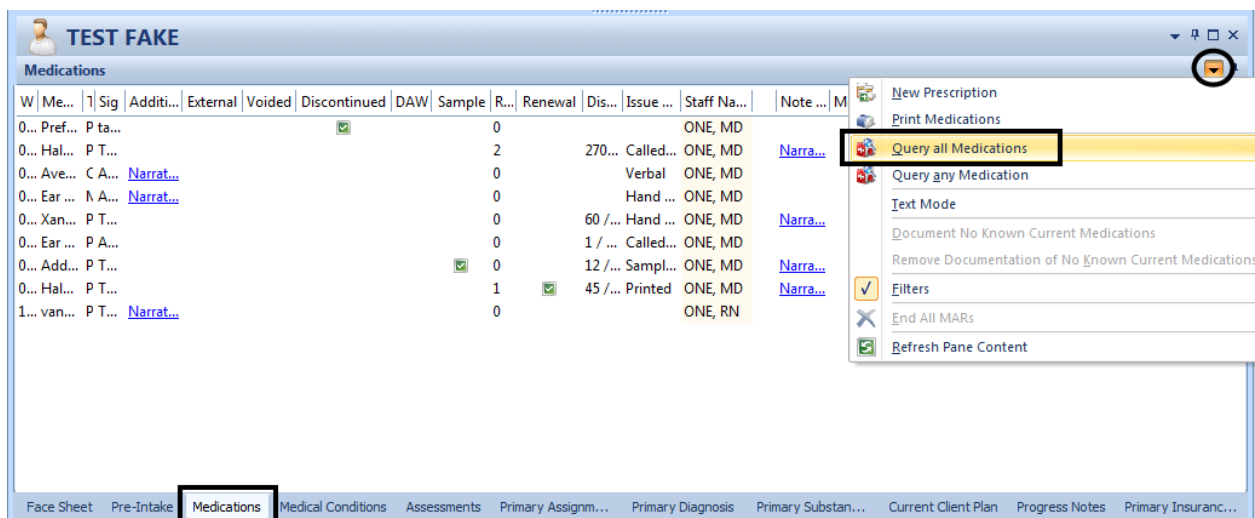 TEST FAKE
Medications
W Me... T Sig Additi... External Voided Discontinued DAW Sample R... Renewal Dis... Issue ... Staff Na... Note ... M
0... Pref... P ta... 0 ONE, MD
0... Hal... P T... 2 270... Called... ONE, MD Narra...
0... Ave... C A... Narrat... 0 Verbal ONE, MD
0... Ear ... N A... Narrat... 0 Hand ... ONE, MD
0... Xan... P T... 0 60 /... Hand ... ONE, MD Narra...
0... Ear ... P A... 0 1 / ... Called... ONE, MD
0... Add... P T... 0 12 /... Sampl... ONE, MD Narra...
0... Hal... P T... 1 45 /... Printed ONE, MD Narra...
1... van... P T... Narrat... 0 ONE, RN
New Prescription
Print Medications
Query all Medications
Query any Medication
Text Mode
Document No Known Current Medications
Remove Documentation of No Known Current Medications
Filters
End All MARs
Refresh Pane Content
Face Sheet Pre-Intake Medications Medical Conditions Assessments Primary Assignm... Primary Diagnosis Primary Substan... Current Client Plan Progress Notes Primary Insuranc...